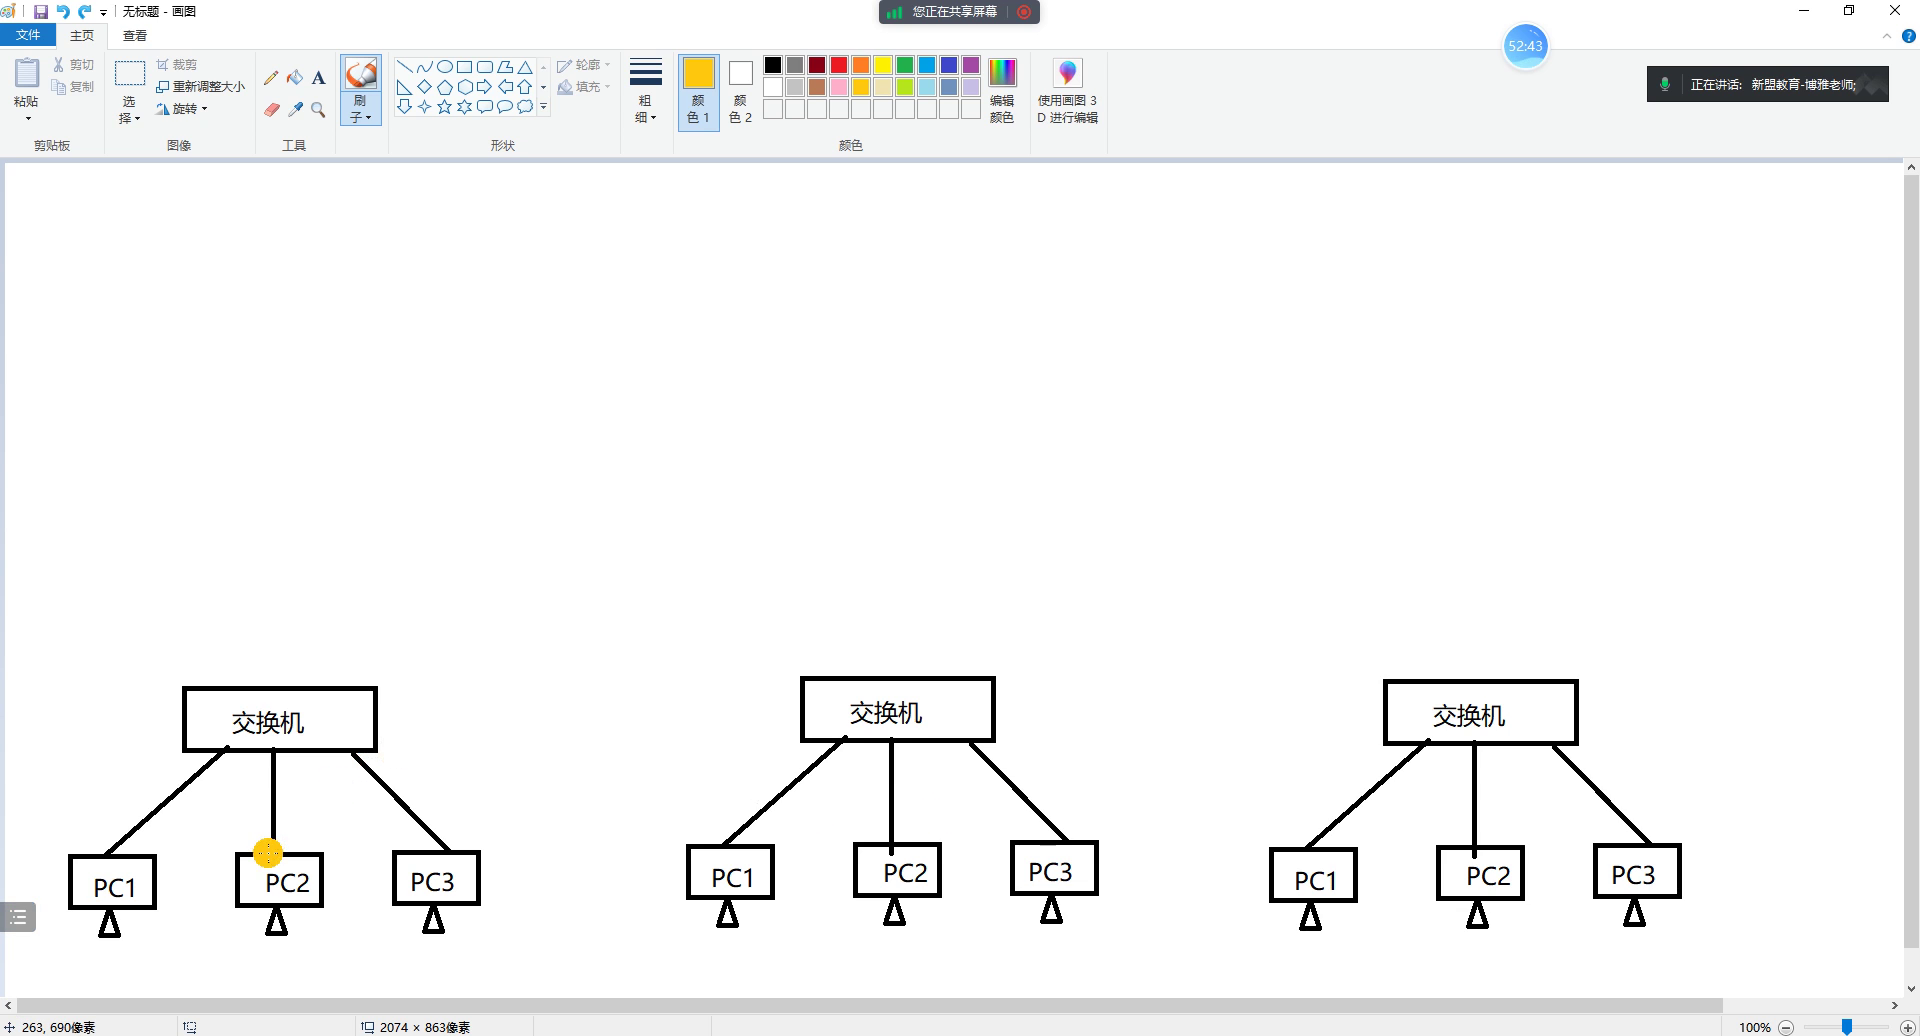 无标题 - 画图
您正在共享屏幕
文件 主页 查看
52:43
正在讲话: 新盟教育-博雅老师;
粘贴
剪切
复制
剪贴板
选择
裁剪
重新调整大小
旋转
图像
A
工具
刷子
形状
轮廓
填充
粗细
颜色 1
颜色 2
颜色
编辑颜色
使用画图 3D 进行编辑
交换机
PC1 PC2 PC3
交换机
PC1 PC2 PC3
交换机
PC1 PC2 PC3
263, 690像素
2074 × 863像素
100%